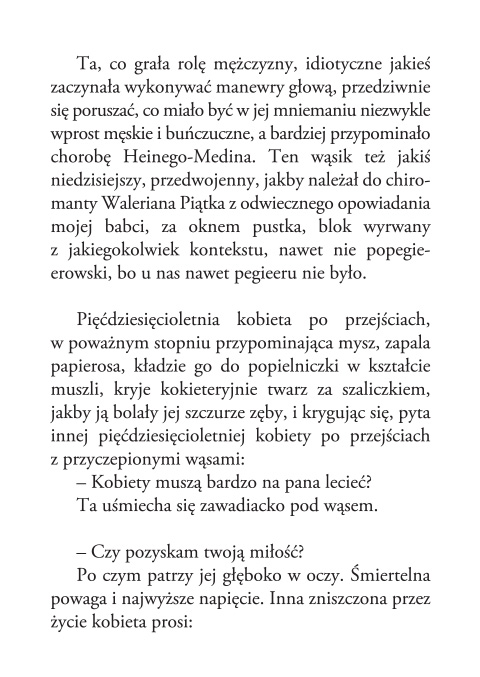 Ta, co grała rolę mężczyzny, idiotyczne jakieś
zaczynała wykonywać manewry głową, przedziwnie
się poruszać, co miało być w jej mniemaniu niezwykle
wprost męskie i buńczuczne, a bardziej przypominało
chorobę Heinego-Medina. Ten wąsik też jakiś
niedzisiejszy, przedwojenny, jakby należał do chiro-
manty Waleriana Piątka z odwiecznego opowiadania
mojej babci, za oknem pustka, blok wyrwany
z jakiegokolwiek kontekstu, nawet nie popegie-
erowski, bo u nas nawet pegieeru nie było.
Pięćdziesięcioletnia kobieta po przejściach,
w poważnym stopniu przypominająca mysz, zapala
papierosa, kładzie go do popielniczki w kształcie
muszli, kryje kokieteryjnie twarz za szaliczkiem,
jakby ją bolały jej szczurze zęby, i krygując się, pyta
innej pięćdziesięcioletniej kobiety po przejściach
z przyczepionymi wąsami:
– Kobiety muszą bardzo na pana lecieć?
Ta uśmiecha się zawadiacko pod wąsem.
– Czy pozyskam twoją miłość?
Po czym patrzy jej głęboko w oczy. Śmiertelna
powaga i najwyższe napięcie. Inna zniszczona przez
życie kobieta prosi: